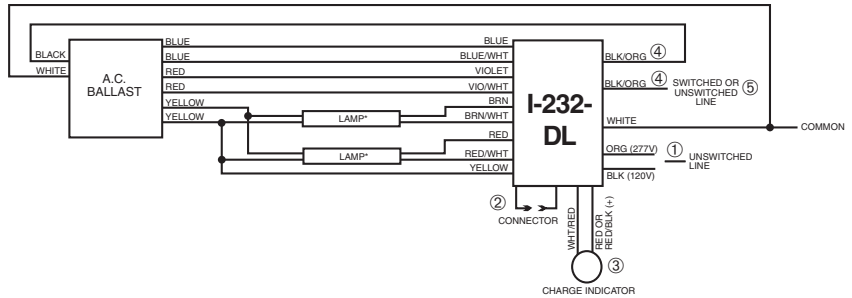 BLACK
WHITE
A.C.
BALLAST
BLUE
BLUE
RED
RED
YELLOW
YELLOW
LAMP*
LAMP*
BLUE
BLUE/WHT
VIOLET
VIO/WHT
BRN
BRN/WHT
RED
RED/WHT
YELLOW
I-232-
DL
BLK/ORG ④
BLK/ORG ④ SWITCHED OR
UNSWITCHED ⑤
LINE
WHITE
COMMON
ORG (277V) ① UNSWITCHED
LINE
BLK (120V)
② CONNECTOR
WHT/RED
RED OR
RED/BLK (+)
③
CHARGE INDICATOR